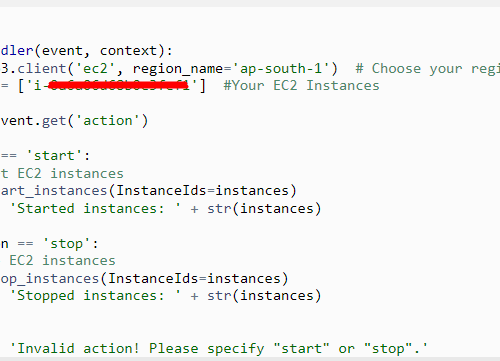 dler(event, context):
3.client('ec2', region_name='ap-south-1')  # Choose your regi
= ['i-']  #Your EC2 Instances
vent.get('action')
== 'start':
t EC2 instances
art_instances(InstanceIds=instances)
'Started instances: ' + str(instances)
n == 'stop':
EC2 instances
op_instances(InstanceIds=instances)
'Stopped instances: ' + str(instances)
'Invalid action! Please specify "start" or "stop".'